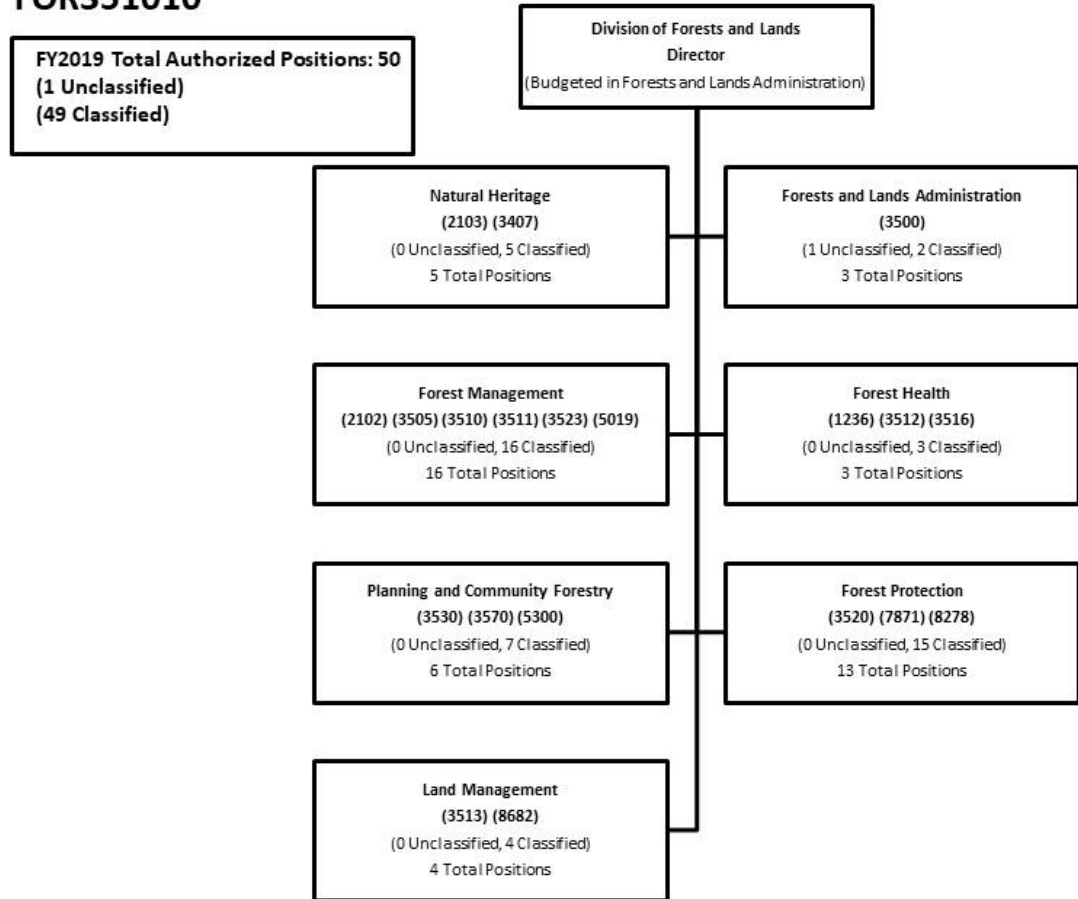 FY2019 Total Authorized Positions: 50
(1 Unclassified)
(49 Classified)
Division of Forests and Lands
Director
(Budgeted in Forests and Lands Administration)
Natural Heritage
(2103) (3407)
(0 Unclassified, 5 Classified)
5 Total Positions
Forests and Lands Administration
(3500)
(1 Unclassified, 2 Classified)
3 Total Positions
Forest Management
(2102) (3505) (3510) (3511) (3523) (5019)
(0 Unclassified, 16 Classified)
16 Total Positions
Forest Health
(1236) (3512) (3516)
(0 Unclassified, 3 Classified)
3 Total Positions
Planning and Community Forestry
(3530) (3570) (5300)
(0 Unclassified, 7 Classified)
6 Total Positions
Forest Protection
(3520) (7871) (8278)
(0 Unclassified, 15 Classified)
13 Total Positions
Land Management
(3513) (8682)
(0 Unclassified, 4 Classified)
4 Total Positions